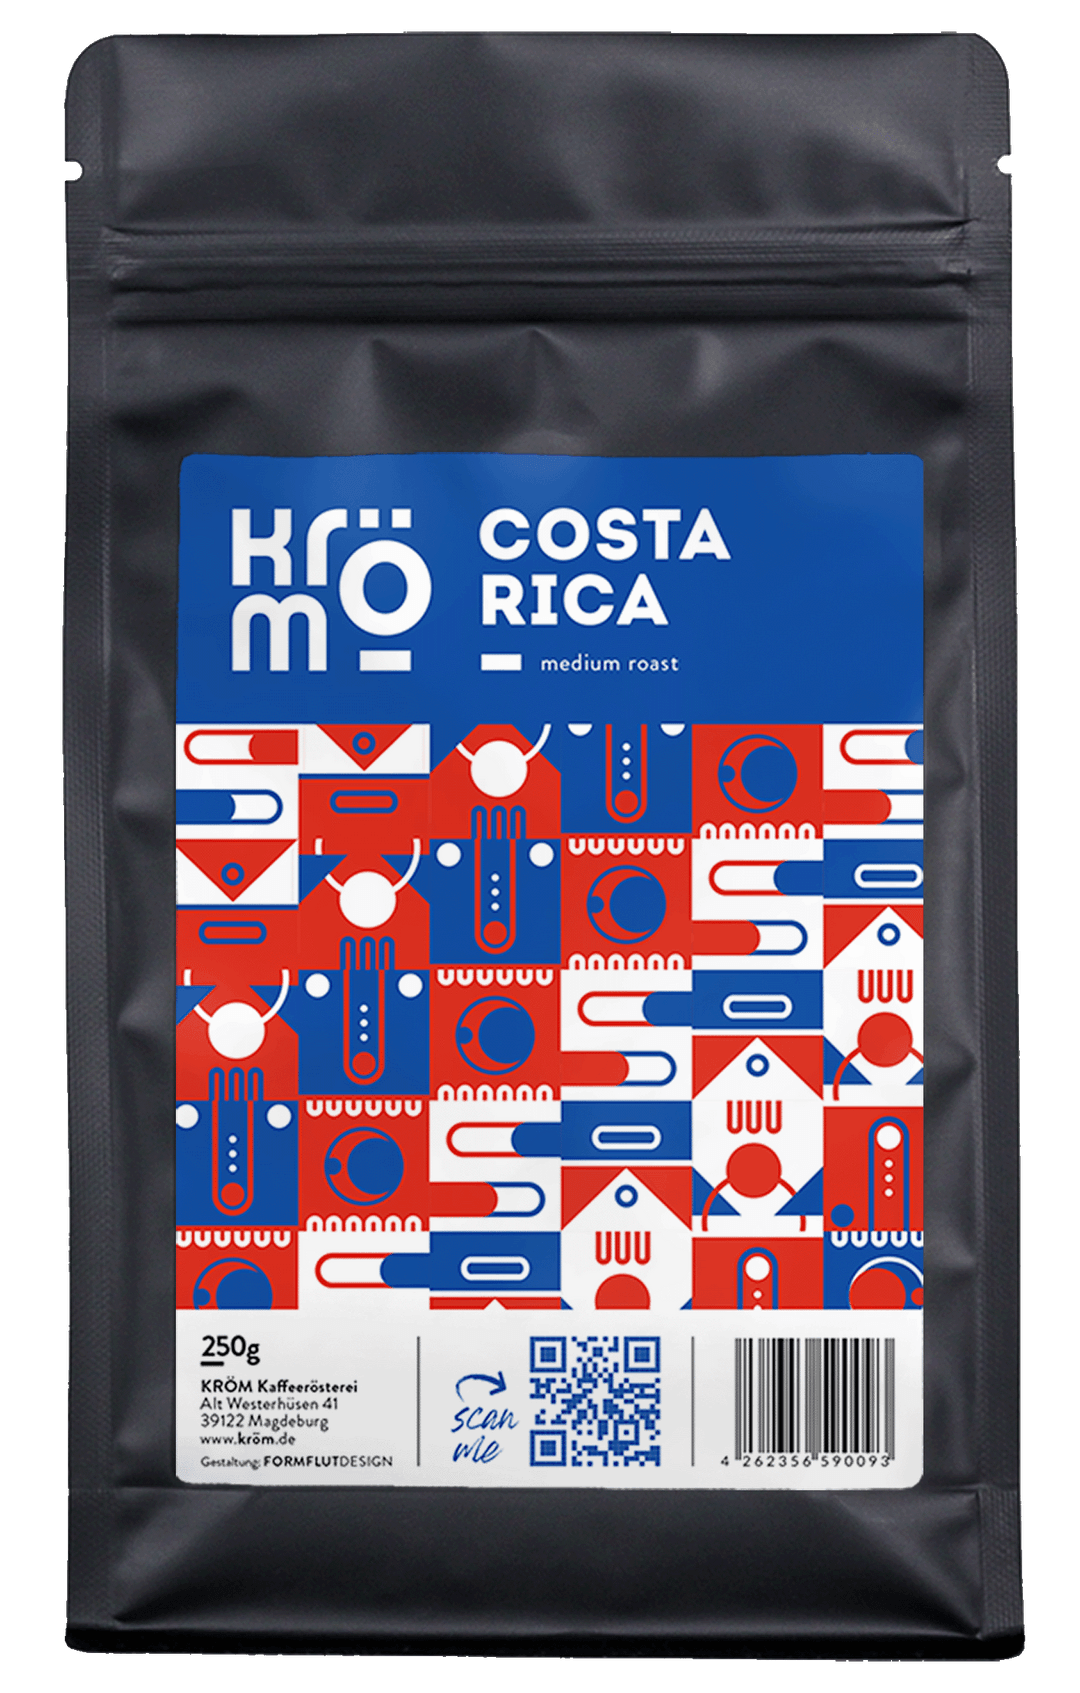 krö
m
COSTA
RICA
medium roast
250g
KRÖM Kaffeerösterei
Alt Westerhüsen 41
39122 Magdeburg
www.kröm.de
Gestaltung: FORMFLUTDESIGN
scan
me
4 262356 590093